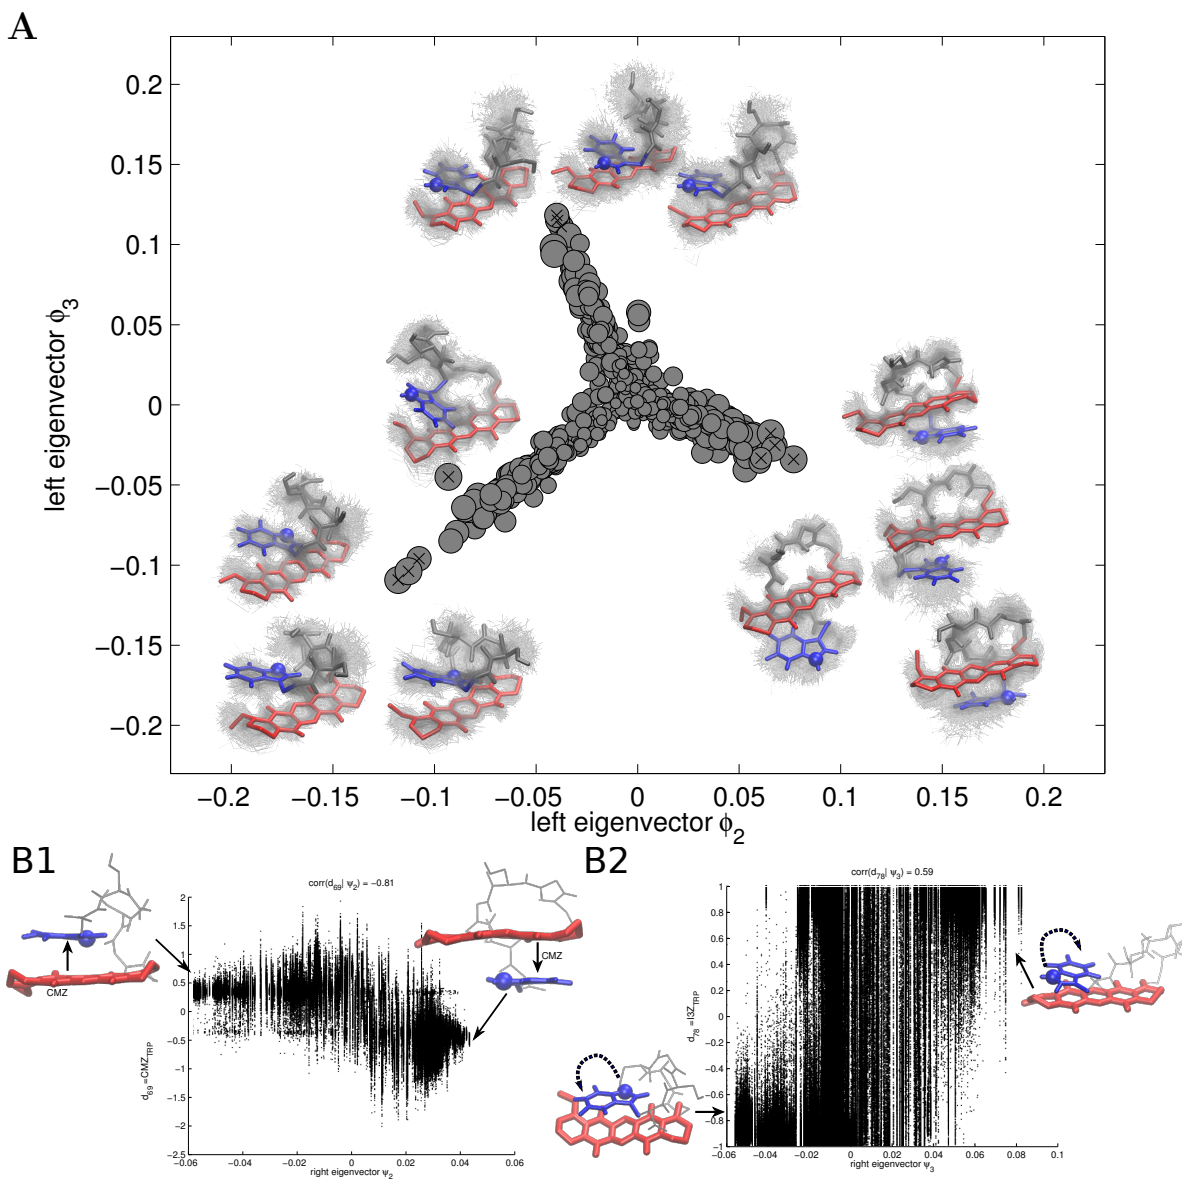 A
0.2
0.15
0.1
0.05
0
−0.05
−0.1
−0.15
−0.2
left eigenvector ϕ3
−0.2 −0.15 −0.1 −0.05 0 0.05 0.1 0.15 0.2
left eigenvector ϕ2
B1
corr(d69| ψ2) = −0.81
2
1.5
1
0.5
0
-0.5
-1
-1.5
-2
-2.5
d69=CMZTRP
−0.06 −0.04 −0.02 0 0.02 0.04 0.06
right eigenvector ψ2
CMZ
CMZ
B2
corr(d78| ψ3) = 0.59
1
0.8
0.6
0.4
0.2
0
−0.2
−0.4
−0.6
−0.8
−1
d78=I3ZTRP
−0.06 −0.04 −0.02 0 0.02 0.04 0.06 0.08 0.1
right eigenvector ψ3